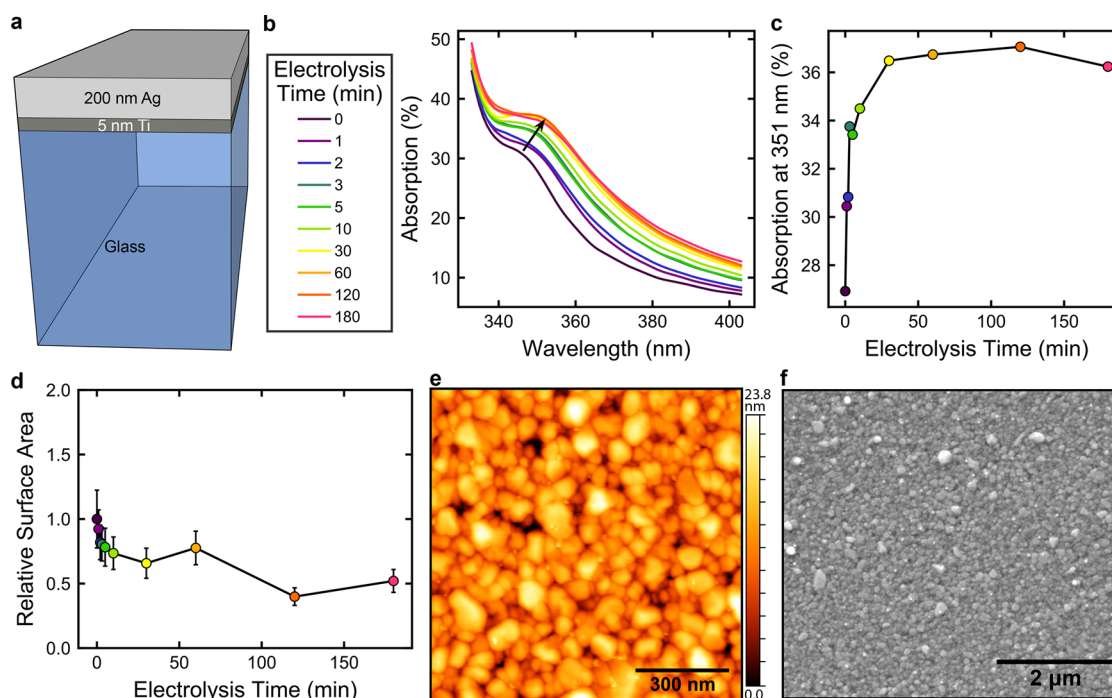 a
200 nm Ag
5 nm Ti
Glass
b
Electrolysis
Time (min)
0
1
2
3
5
10
30
60
120
180
50
40
30
20
10
Absorption (%)
340 360 380 400
Wavelength (nm)
c
36
34
32
30
28
Absorption at 351 nm (%)
0 50 100 150
Electrolysis Time (min)
d
2.0
1.5
1.0
0.5
0.0
Relative Surface Area
0 50 100 150
Electrolysis Time (min)
e
23.8
nm
0.0
300 nm
f
2 µm